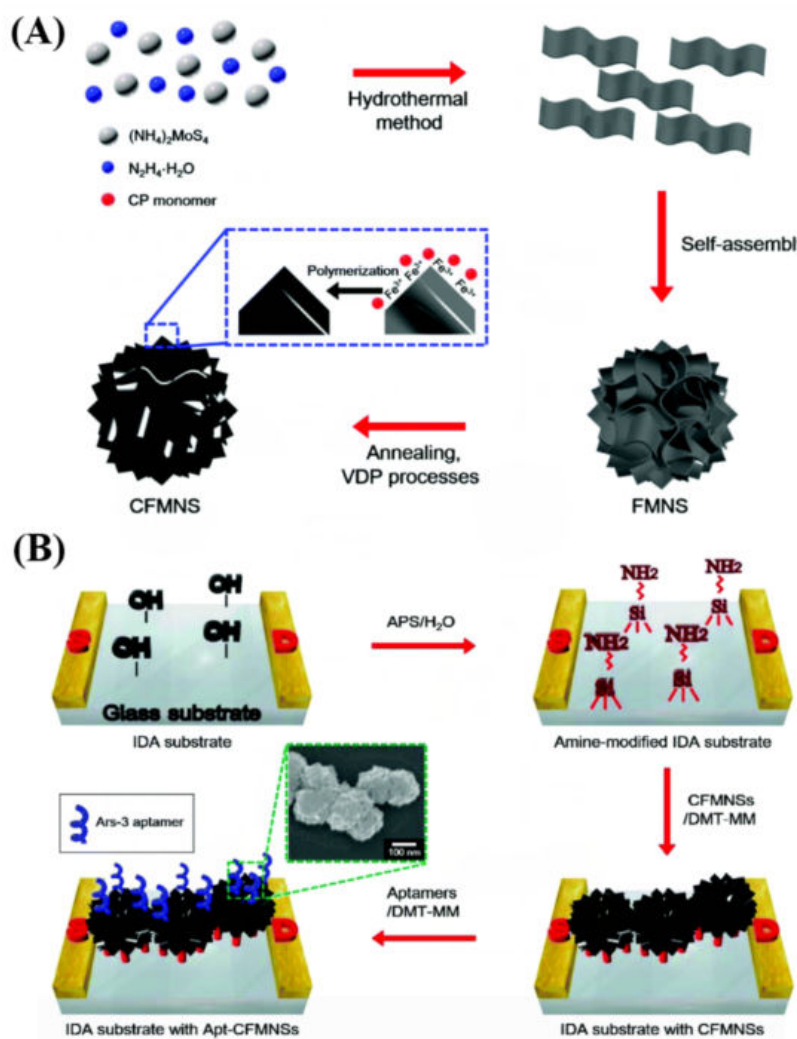 (A)
Hydrothermal
method
(NH₄)₂MoS₄
N₂H₄·H₂O
CP monomer
Self-assembl
Polymerization
Fe³⁺
Fe³⁺
Fe³⁺
Fe³⁺
Annealing,
VDP processes
CFMNS
FMNS
(B)
OH
OH
OH
OH
S
D
Glass substrate
IDA substrate
APS/H₂O
NH2
NH2
NH2
NH2
Si
Si
Si
Si
S
D
Amine-modified IDA substrate
CFMNSs
/DMT-MM
Ars-3 aptamer
100 nm
Aptamers
/DMT-MM
S
D
S
D
IDA substrate with Apt-CFMNSs
IDA substrate with CFMNSs